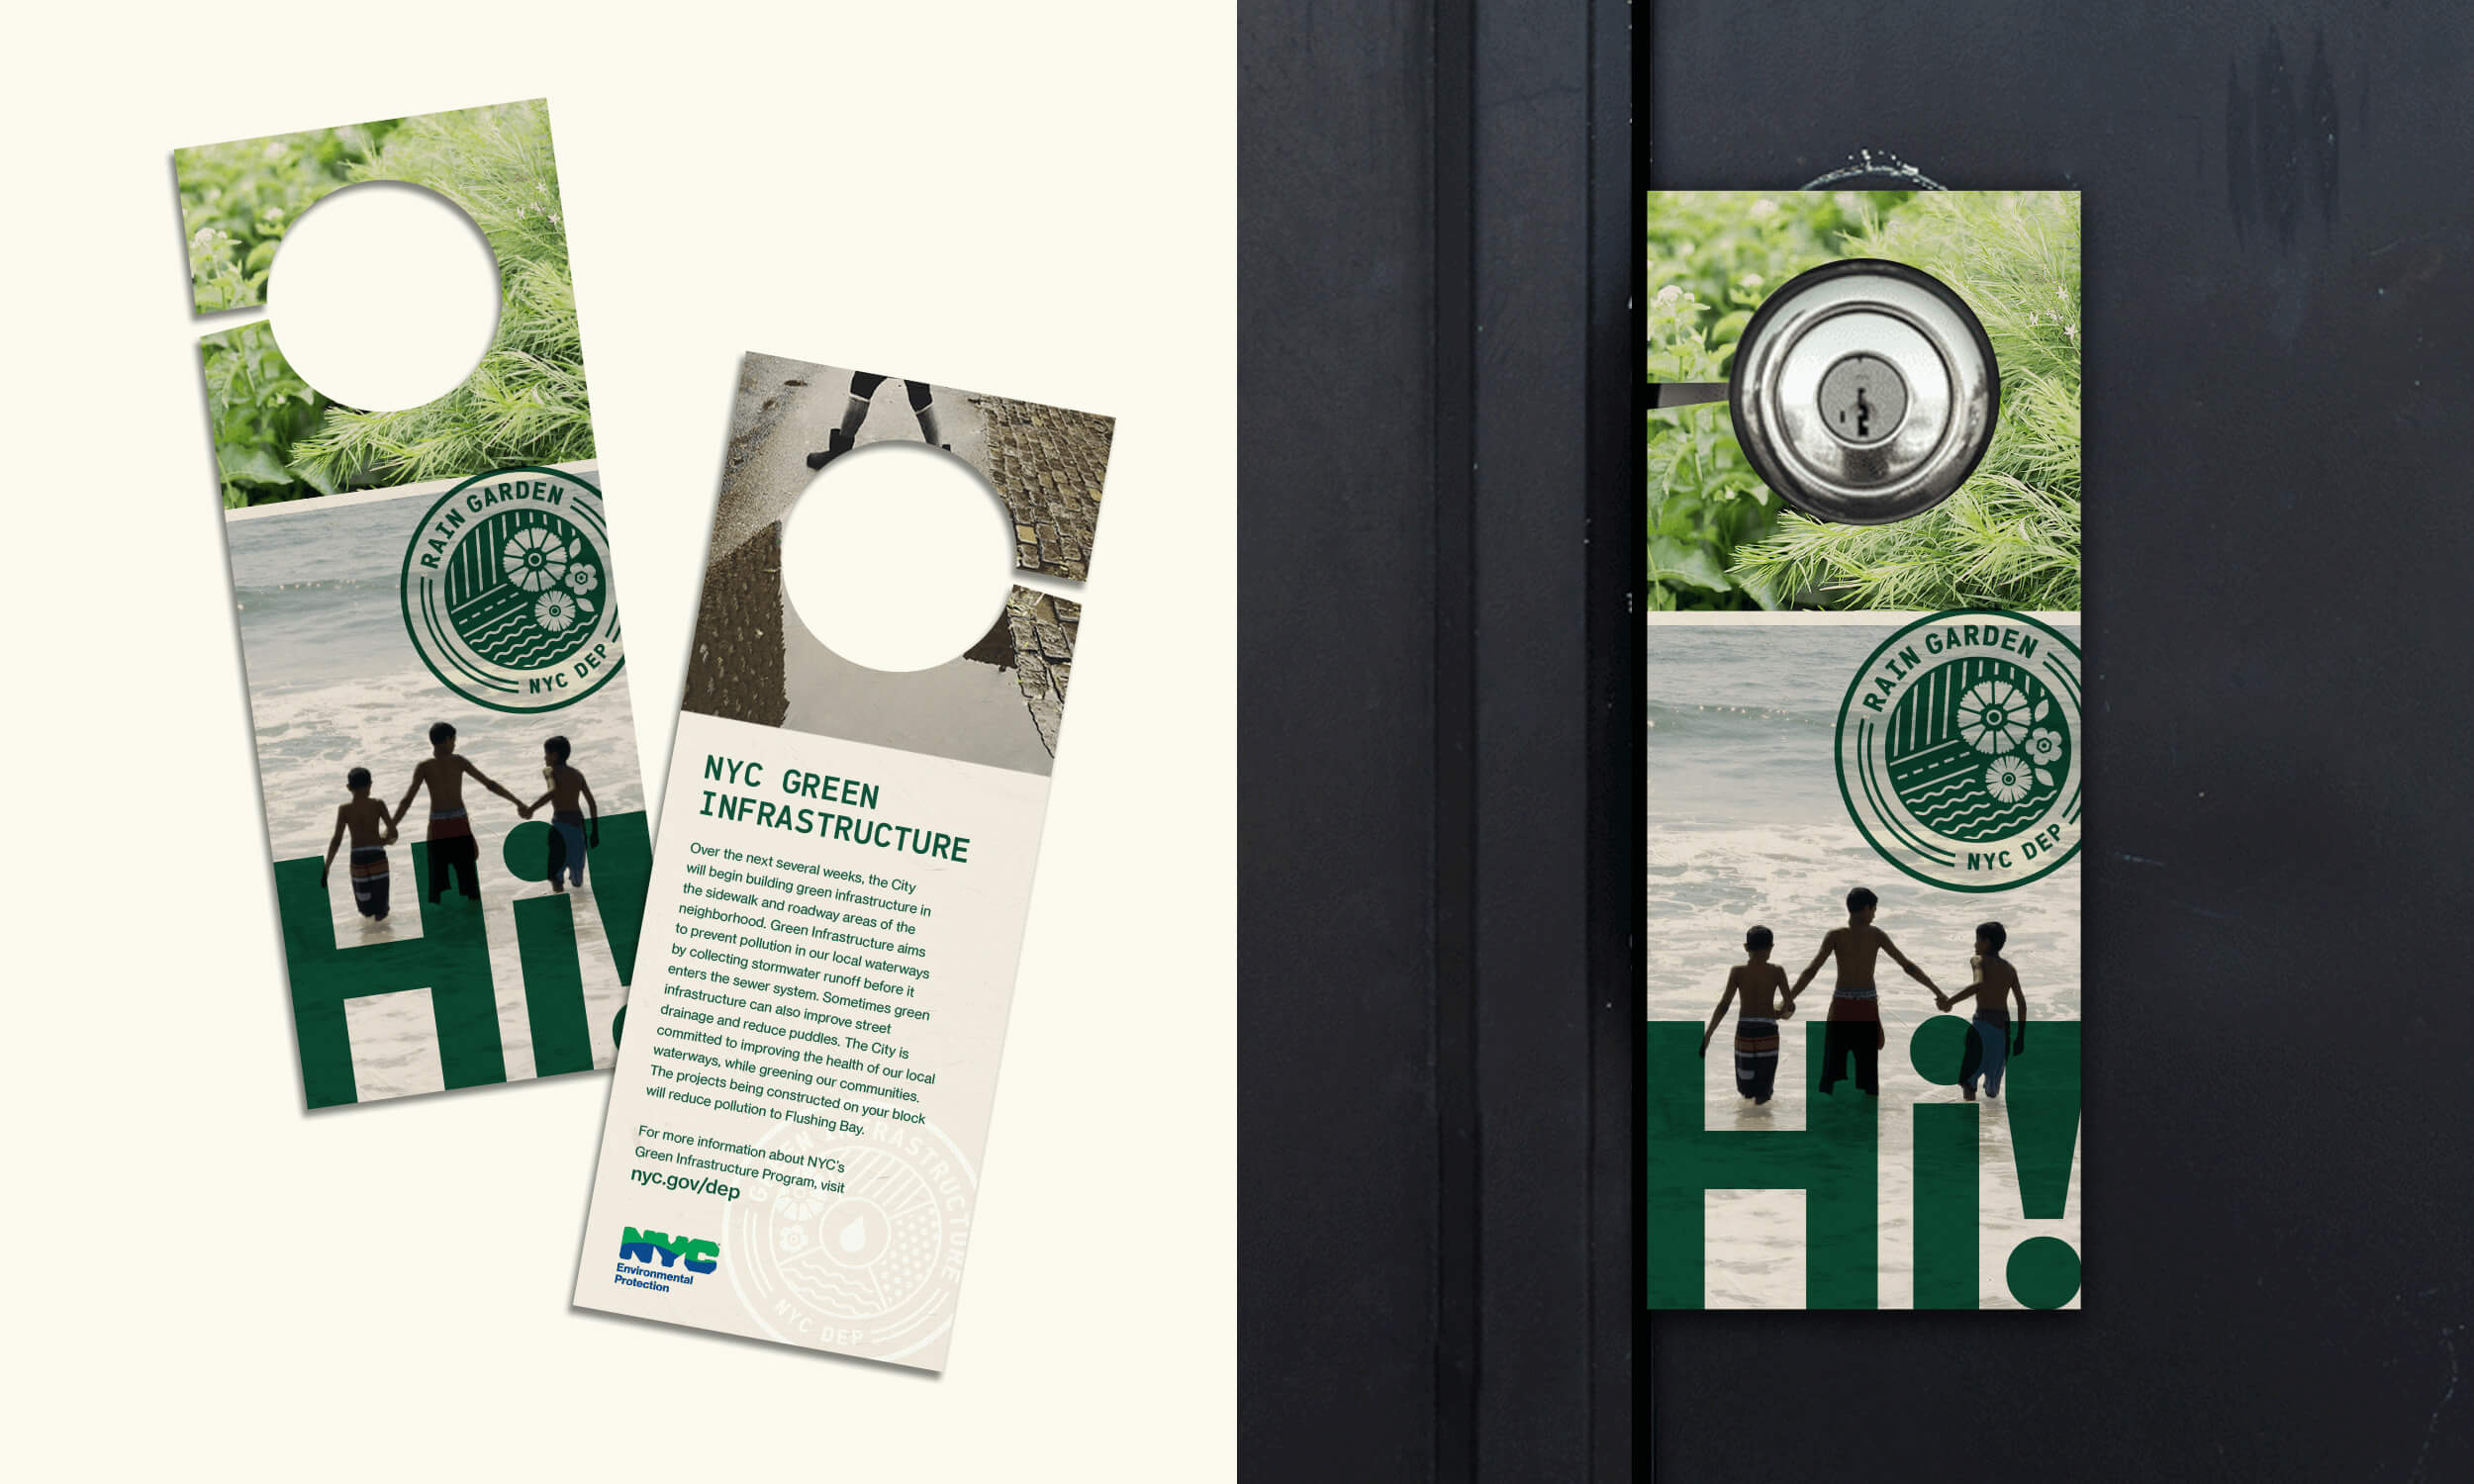 RAIN GARDEN
NYC DEP
Hi!
NYC GREEN
INFRASTRUCTURE
Over the next several weeks, the City
will begin building green infrastructure in
the sidewalk and roadway areas of the
neighborhood. Green Infrastructure aims
to prevent pollution in our local waterways
by collecting stormwater runoff before it
enters the sewer system. Sometimes green
infrastructure can also improve street
drainage and reduce puddles. The City is
committed to improving the health of our local
waterways, while greening our communities.
The projects being constructed on your block
will reduce pollution to Flushing Bay.
For more information about NYC's
Green Infrastructure Program, visit
nyc.gov/dep
NYC
Environmental
Protection
GREEN INFRASTRUCTURE
NYC DEP
RAIN GARDEN
NYC DEP
Hi!